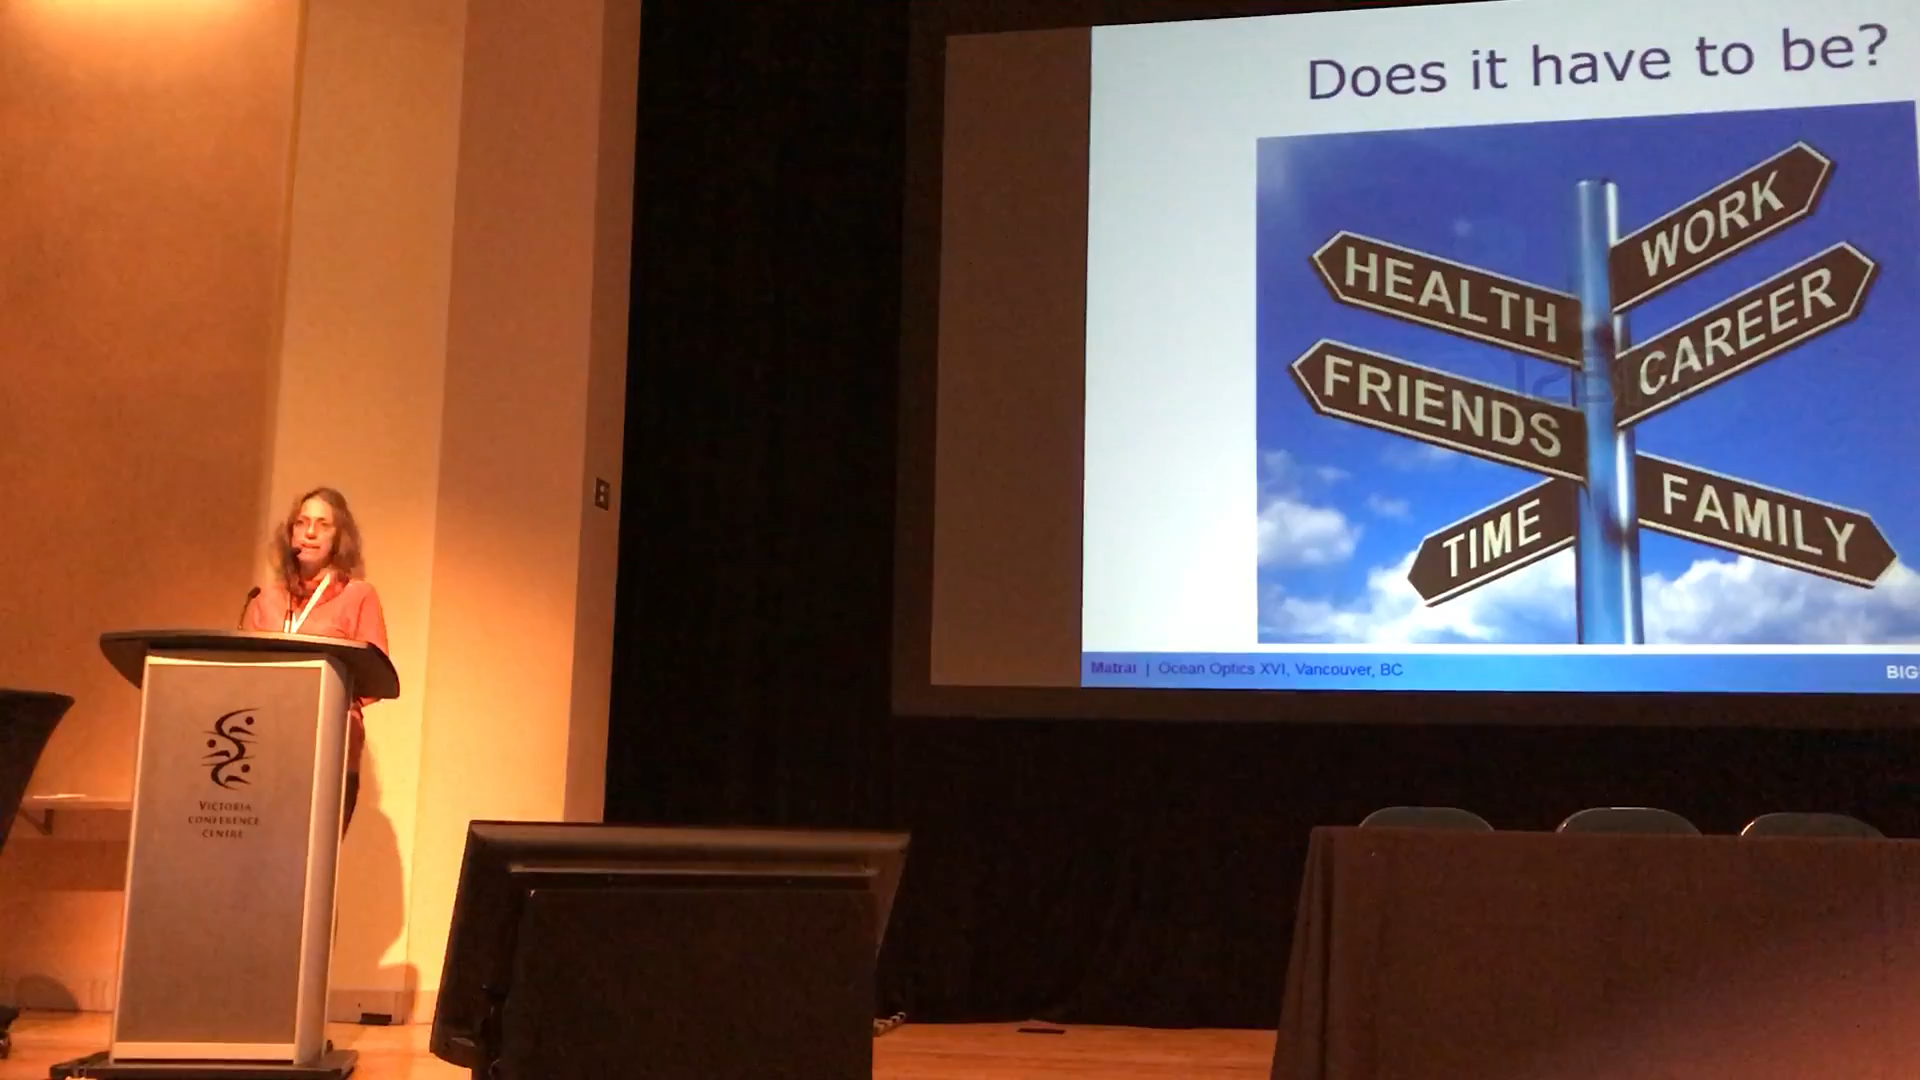 Does it have to be?
WORK
HEALTH
CAREER
FRIENDS
FAMILY
TIME
Matrai | Ocean Optics XVI, Vancouver, BC
BIG
VICTORIA
CONFERENCE
CENTRE